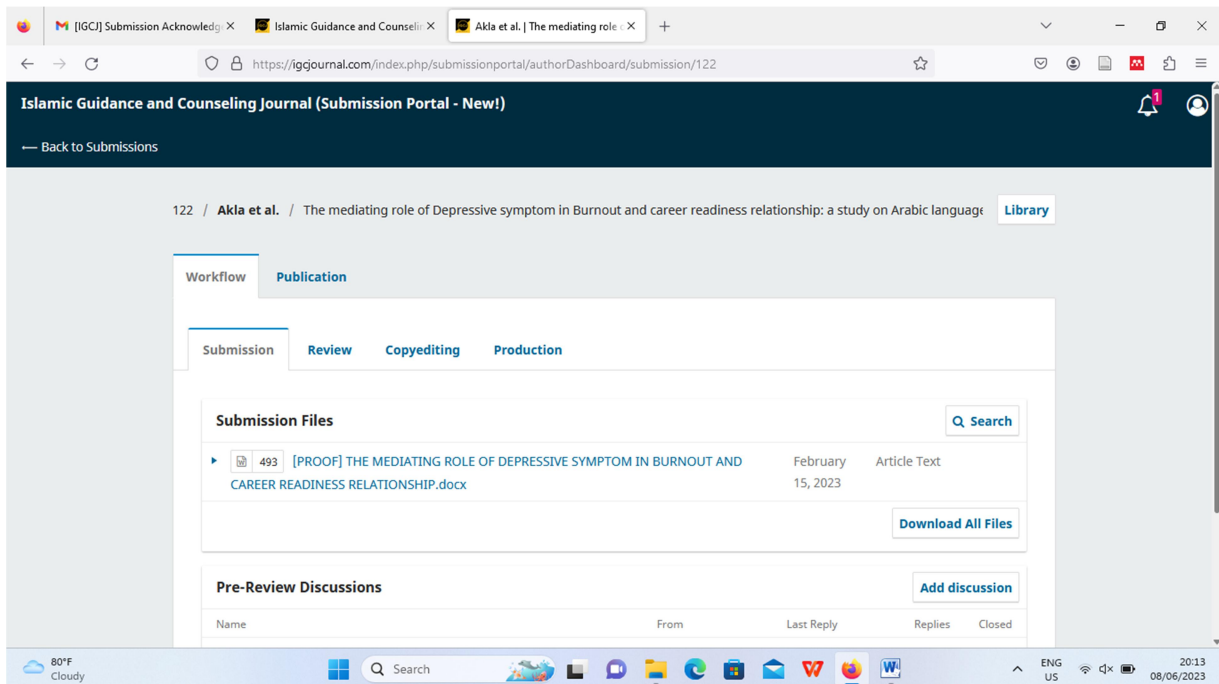 [IGCJ] Submission Acknowledg
Islamic Guidance and Counselin
Akla et al. | The mediating role o
https://igcjournal.com/index.php/submissionportal/authorDashboard/submission/122
Islamic Guidance and Counseling Journal (Submission Portal - New!)
1
← Back to Submissions
122 / Akla et al. / The mediating role of Depressive symptom in Burnout and career readiness relationship: a study on Arabic language
Library
Workflow
Publication
Submission
Review
Copyediting
Production
Submission Files
Search
493 [PROOF] THE MEDIATING ROLE OF DEPRESSIVE SYMPTOM IN BURNOUT AND
CAREER READINESS RELATIONSHIP.docx
February
15, 2023
Article Text
Download All Files
Pre-Review Discussions
Add discussion
Name From Last Reply Replies Closed
80°F
Cloudy
Search
ENG
US
20:13
08/06/2023